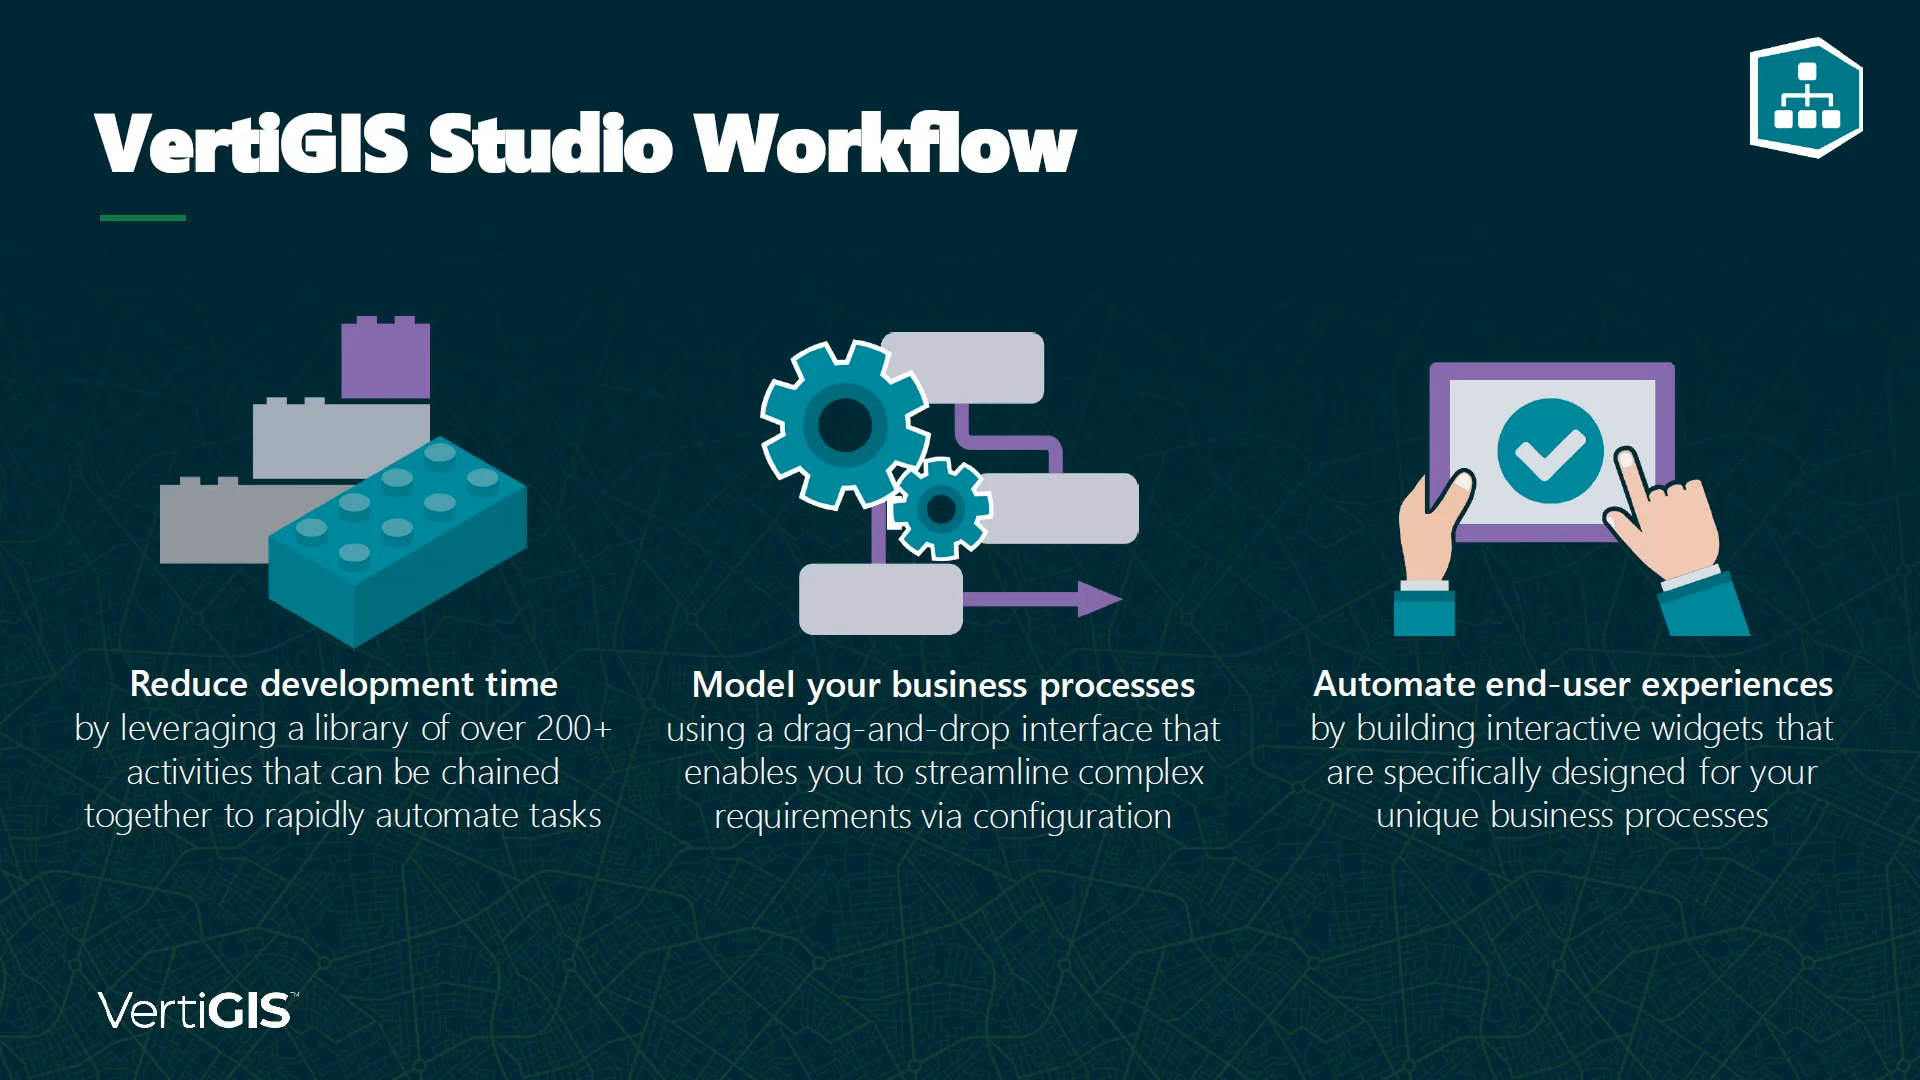 VertiGIS Studio Workflow
Reduce development time
by leveraging a library of over 200+
activities that can be chained
together to rapidly automate tasks
Model your business processes
using a drag-and-drop interface that
enables you to streamline complex
requirements via configuration
Automate end-user experiences
by building interactive widgets that
are specifically designed for your
unique business processes
VertiGIS™